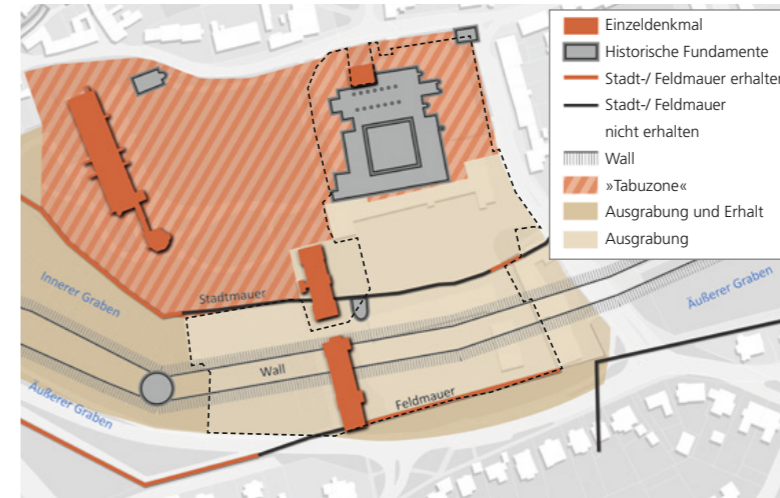 Einzeldenkmal
Historische Fundamente
Stadt-/ Feldmauer erhalten
Stadt-/ Feldmauer
nicht erhalten
Wall
»Tabuzone«
Ausgrabung und Erhalt
Ausgrabung
Innerer Graben
Stadtmauer
Äußerer Graben
Wall
Äußerer Graben
Feldmauer